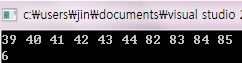 c:₩users₩jin₩documents₩visual studio 2
39 40 41 42 43 44 82 83 84 85
6